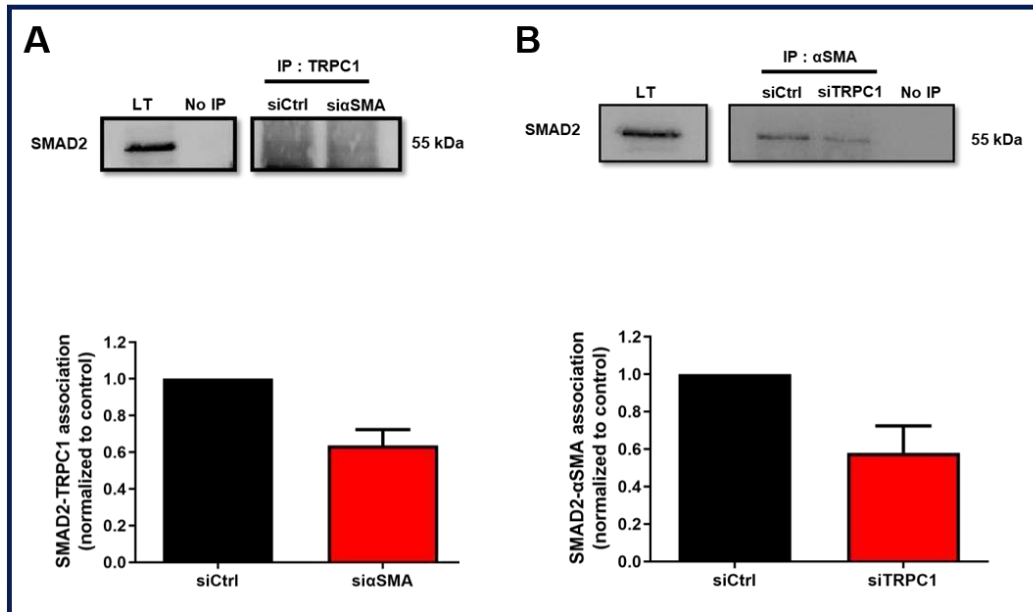 A
IP : TRPC1
LT No IP siCtrl siαSMA
SMAD2 55 kDa
SMAD2-TRPC1 association
(normalized to control)
1.2
1.0
0.8
0.6
0.4
0.2
0.0
siCtrl siαSMA
B
IP : αSMA
LT siCtrl siTRPC1 No IP
SMAD2 55 kDa
SMAD2-αSMA association
(normalized to control)
1.2
1.0
0.8
0.6
0.4
0.2
0.0
siCtrl siTRPC1